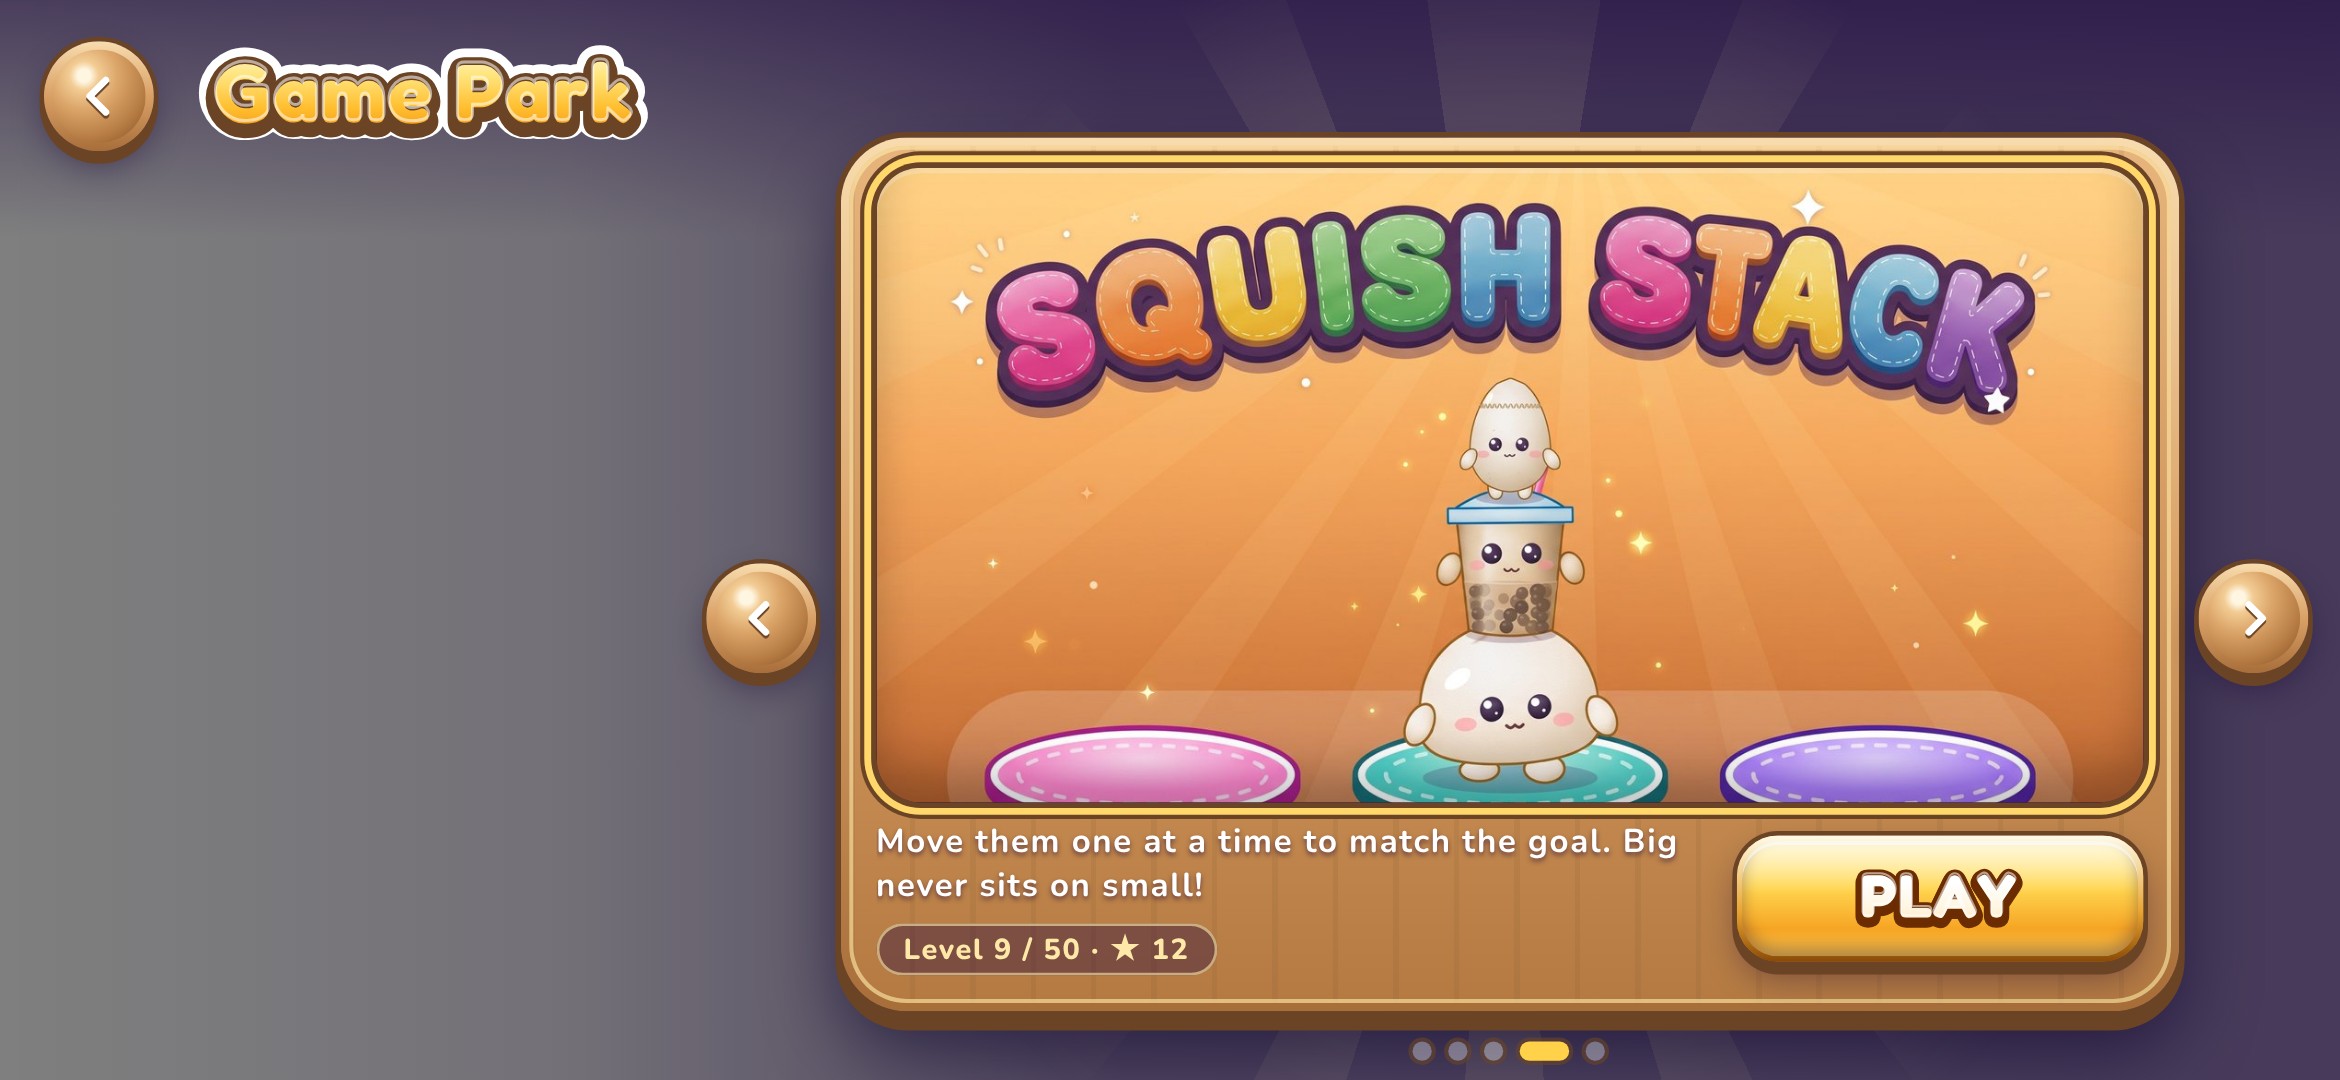 Game Park
SQUISH STACK
Move them one at a time to match the goal. Big
never sits on small!
PLAY
Level 9 / 50 · ★ 12